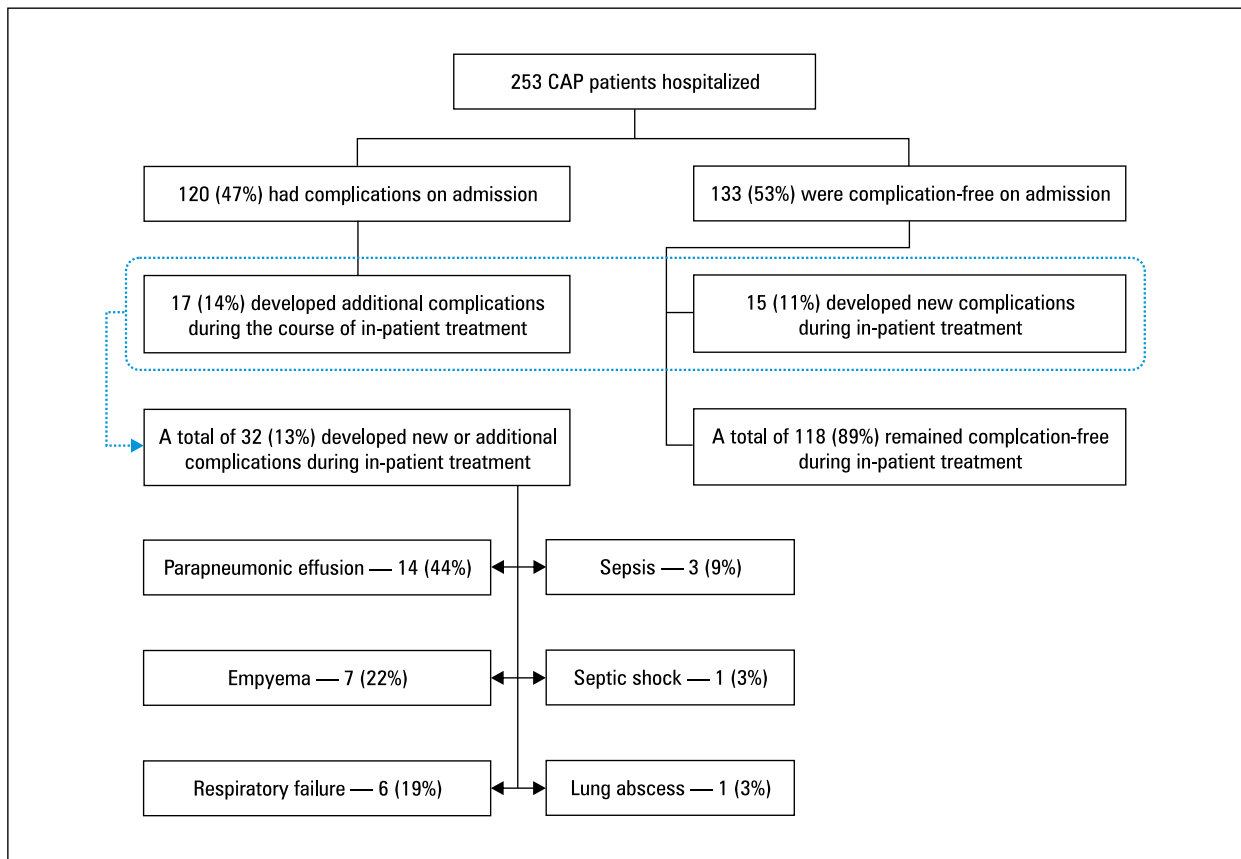 253 CAP patients hospitalized
120 (47%) had complications on admission
133 (53%) were complication-free on admission
17 (14%) developed additional complications
during the course of in-patient treatment
15 (11%) developed new complications
during in-patient treatment
A total of 32 (13%) developed new or additional
complications during in-patient treatment
A total of 118 (89%) remained complcation-free
during in-patient treatment
Parapneumonic effusion — 14 (44%)
Sepsis — 3 (9%)
Empyema — 7 (22%)
Septic shock — 1 (3%)
Respiratory failure — 6 (19%)
Lung abscess — 1 (3%)